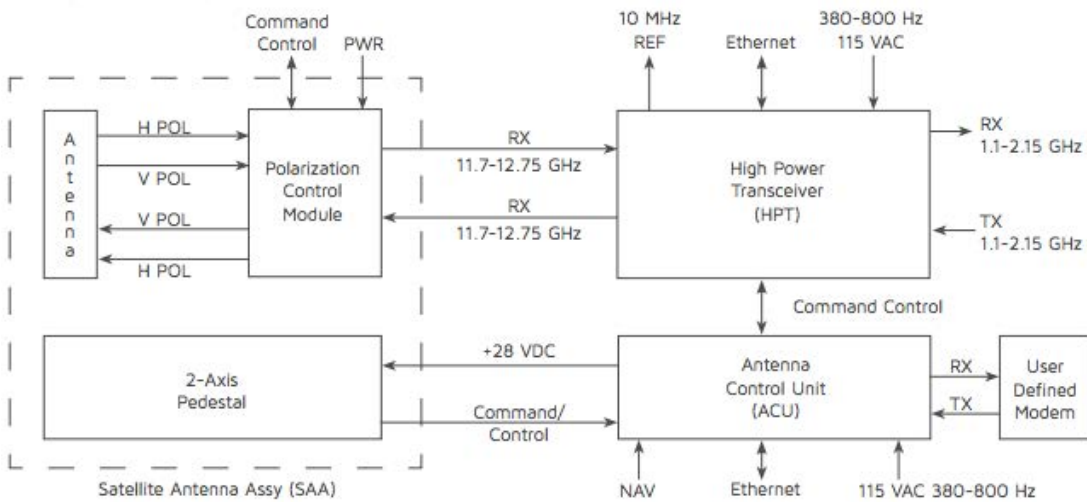 Command
Control
PWR
10 MHz
REF
Ethernet
380-800 Hz
115 VAC
Antenna
H POL
V POL
V POL
H POL
Polarization
Control
Module
RX
11.7-12.75 GHz
RX
11.7-12.75 GHz
High Power
Transceiver
(HPT)
RX
1.1-2.15 GHz
TX
1.1-2.15 GHz
Command Control
2-Axis
Pedestal
+28 VDC
Command/
Control
Antenna
Control Unit
(ACU)
RX
TX
User
Defined
Modem
Satellite Antenna Assy (SAA)
NAV
Ethernet
115 VAC 380-800 Hz